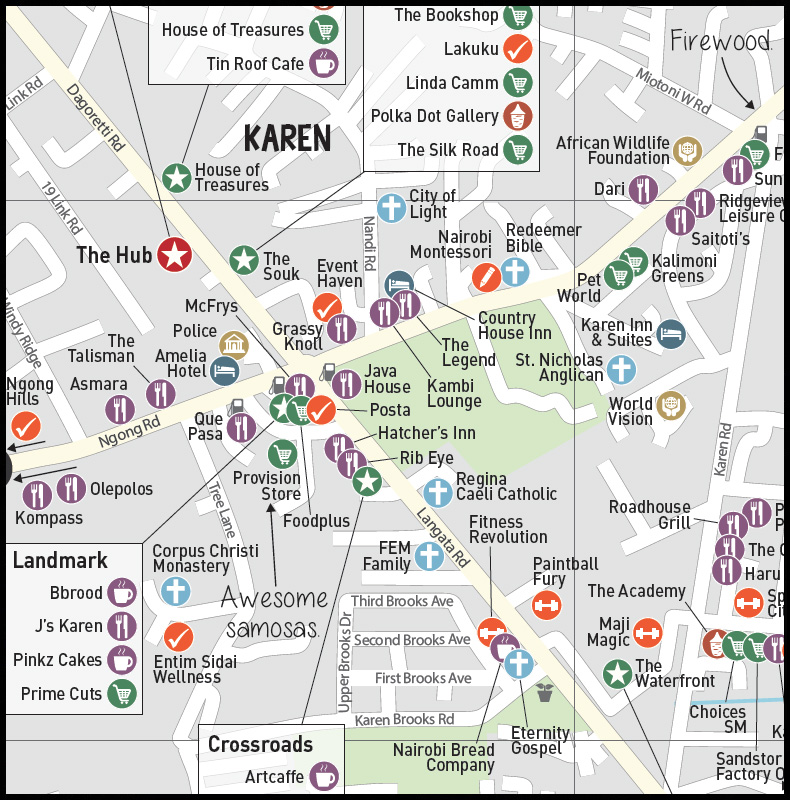 House of Treasures
Tin Roof Cafe
The Bookshop
Lakuku
Linda Camm
Polka Dot Gallery
The Silk Road
Firewood.
Miotoni W Rd
Link Rd
Dagoretti Rd
KAREN
House of
Treasures
African Wildlife
Foundation
Dari
Ridgeview
Leisure
Saitoti's
19 Link Rd
City of
Light
Nandi Rd
Nairobi
Montessori
Redeemer
Bible
The Hub
The
Souk
Event
Haven
Kalimoni
Greens
Pet
World
Windy Ridge
McFrys
Police
Grassy
Knoll
Country
House Inn
Karen Inn
& Suites
The
Talisman
Amelia
Hotel
The
Legend
St. Nicholas
Anglican
Asmara
Java
House
Kambi
Lounge
Ngong
Hills
Posta
World
Vision
Ngong Rd
Que
Pasa
Hatcher's Inn
Rib Eye
Karen Rd
Olepolos
Kompass
Provision
Store
Tree Lane
Foodplus
Regina
Caeli Catholic
Langata Rd
Fitness
Revolution
Roadhouse
Grill
Haru
Landmark
Bbrood
J's Karen
Pinkz Cakes
Prime Cuts
Corpus Christi
Monastery
FEM
Family
Paintball
Fury
The Academy
Awesome
samosas.
Third Brooks Ave
Second Brooks Ave
First Brooks Ave
Upper Brooks Dr
Karen Brooks Rd
Maji
Magic
Entim Sidai
Wellness
The
Waterfront
Choices
SM
Crossroads
Artcaffe
Nairobi Bread
Company
Eternity
Gospel
Sandstor
Factory O